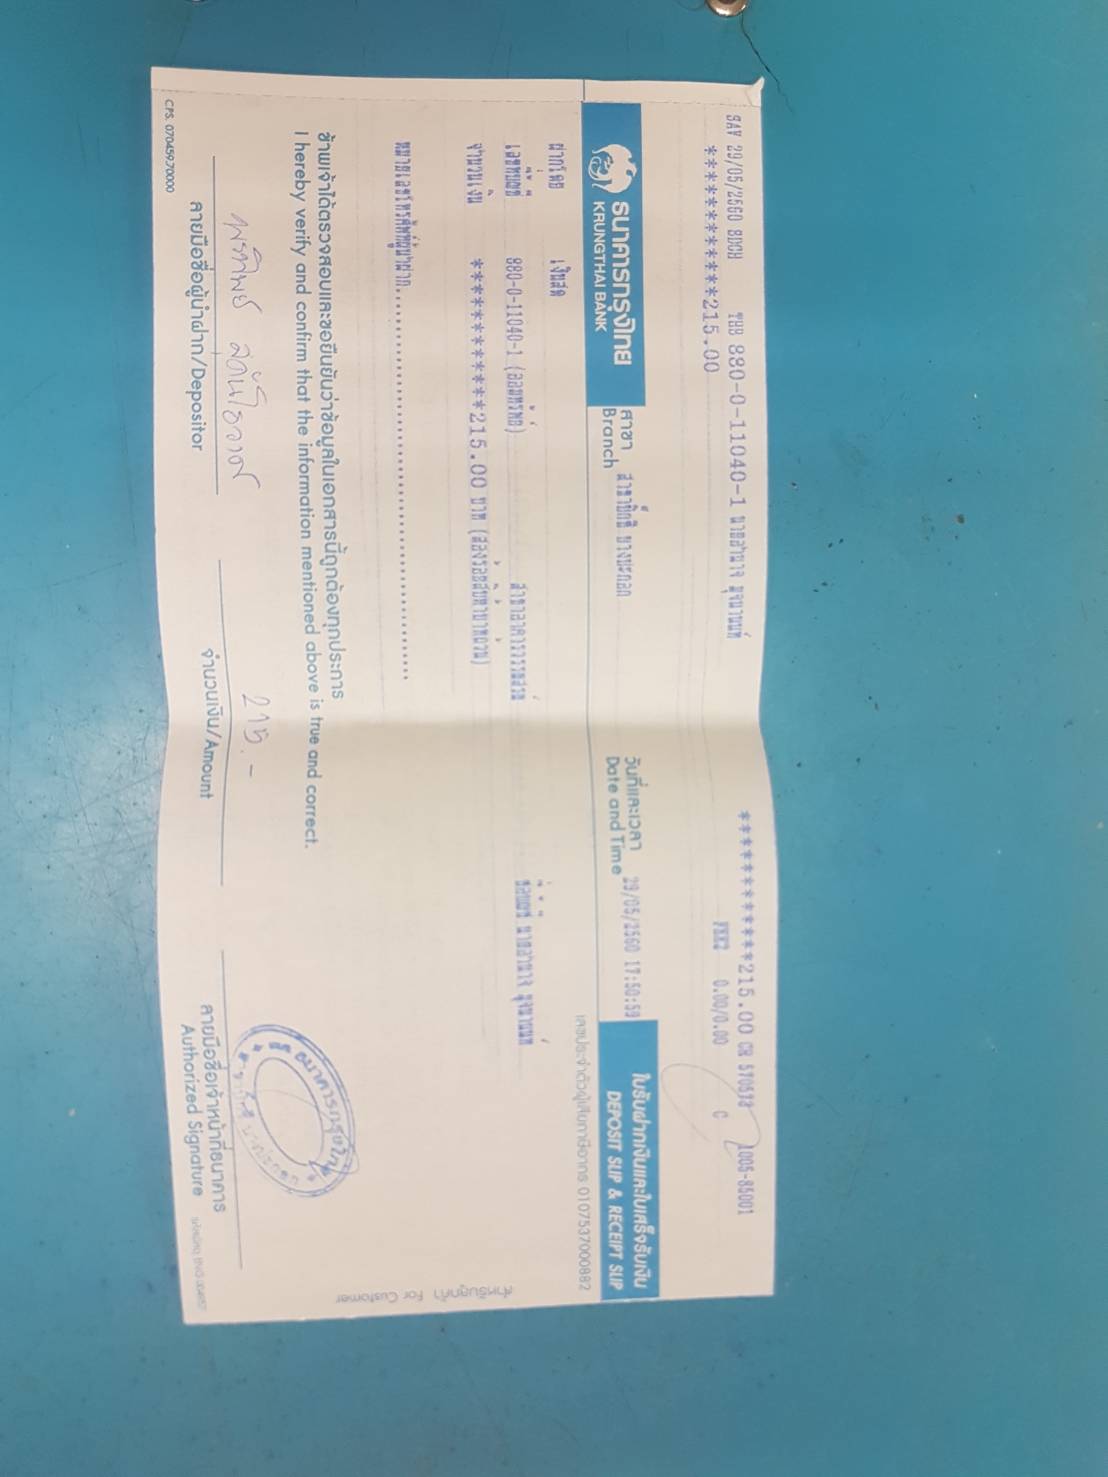 SAV 29/05/2560 BDCH THB 880-0-11040-1 นายอำนาจ มุจนานนท์ ************215.00 CR 570573 1005-85001
************215.00 FEE2 0.00/0.00 C
ธนาคารกรุงไทย
KRUNGTHAI BANK
สาขา สาขาบิ๊กซี บางปะกอก
Branch
วันที่และเวลา 29/05/2560 17:50:59
Date and Time
ใบรับฝากเงินและใบเสร็จรับเงิน
DEPOSIT SLIP & RECEIPT SLIP
เลขประจำตัวผู้เสียภาษีอากร 0107537000882
ฝากโดย เงินสด
เลขที่บัญชี 880-0-11040-1 (ออมทรัพย์) สาขาอาคารวรรณสรณ์ ชื่อบัญชี นายอำนาจ มุจนานนท์
จำนวนเงิน ************215.00 บาท (สองร้อยสิบห้าบาทถ้วน)
หมายเลขโทรศัพท์ผู้นำฝาก....................................................
สำหรับลูกค้า For Customer
ข้าพเจ้าได้ตรวจสอบและขอยืนยันว่าข้อมูลในเอกสารนี้ถูกต้องทุกประการ
I hereby verify and confirm that the information mentioned above is true and correct.
ธนาคารกรุงไทย
สาขาบิ๊กซี บางปะกอก
พรทิพย์
215.-
ลายมือชื่อผู้นำฝาก/Depositor
จำนวนเงิน/Amount
ลายมือชื่อเจ้าหน้าที่ธนาคาร
Authorized Signature
CPS. 070459.70000